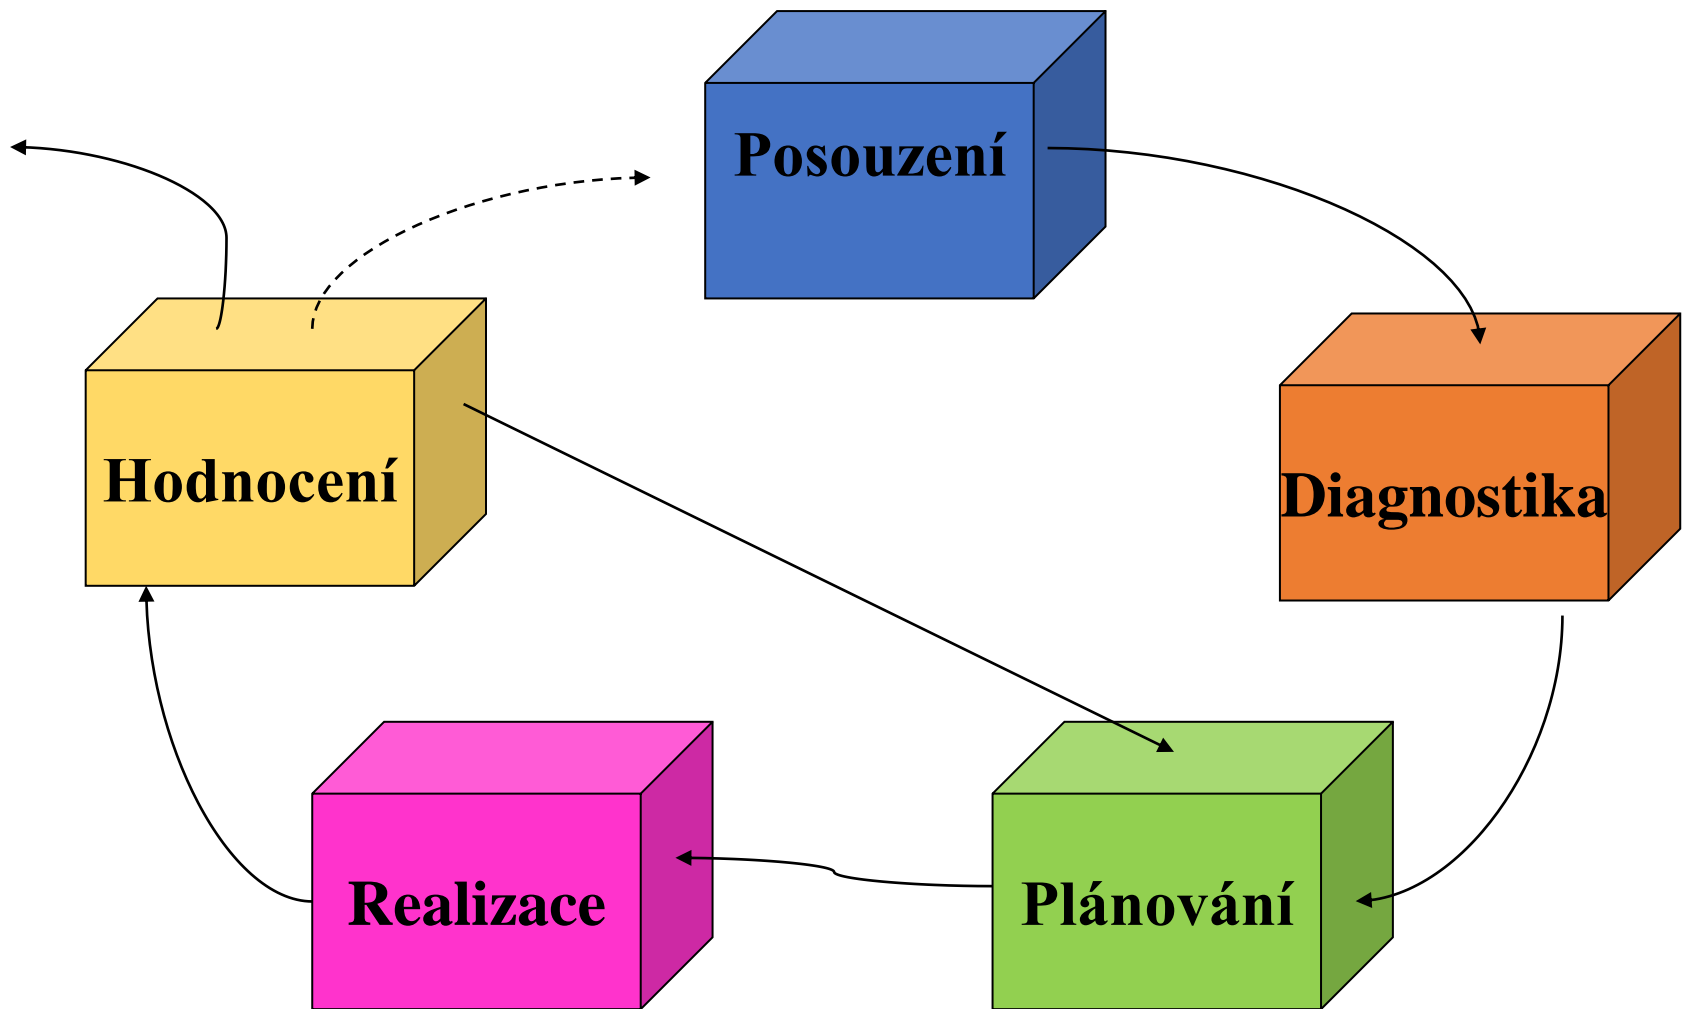 Posouzení
Hodnocení
Diagnostika
Realizace
Plánování